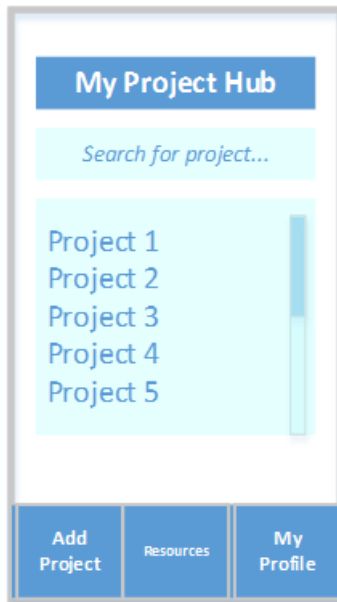 My Project Hub
Search for project...
Project 1
Project 2
Project 3
Project 4
Project 5
Add
Project
Resources
My
Profile